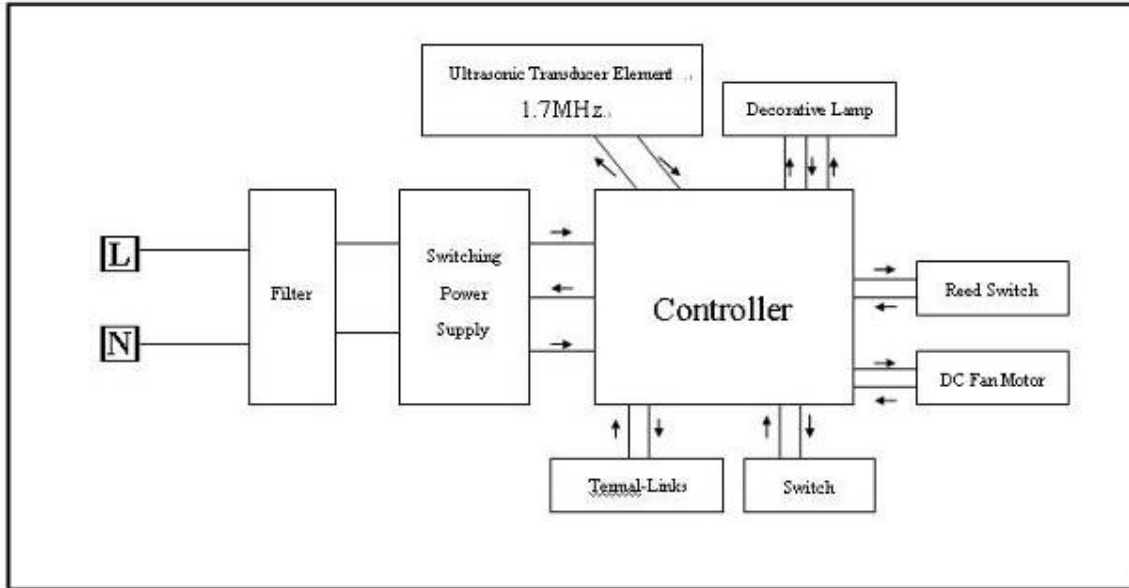 Ultrasonic Transducer Element
1.7MHz
Decorative Lamp
L
N
Filter
Switching
Power
Supply
Controller
Reed Switch
DC Fan Motor
Termal-Links
Switch